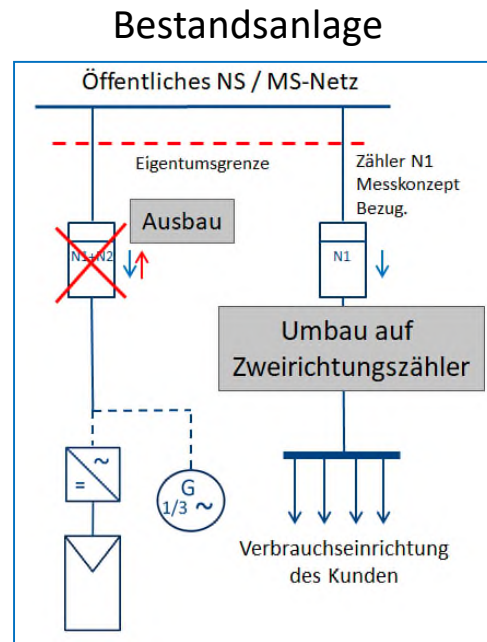 Bestandsanlage
Öffentliches NS / MS-Netz
Eigentumsgrenze
Zähler N1
Messkonzept
Bezug.
Ausbau
N1+N2
N1
Umbau auf
Zweirichtungszähler
~
=
G
1/3 ~
Verbrauchseinrichtung
des Kunden